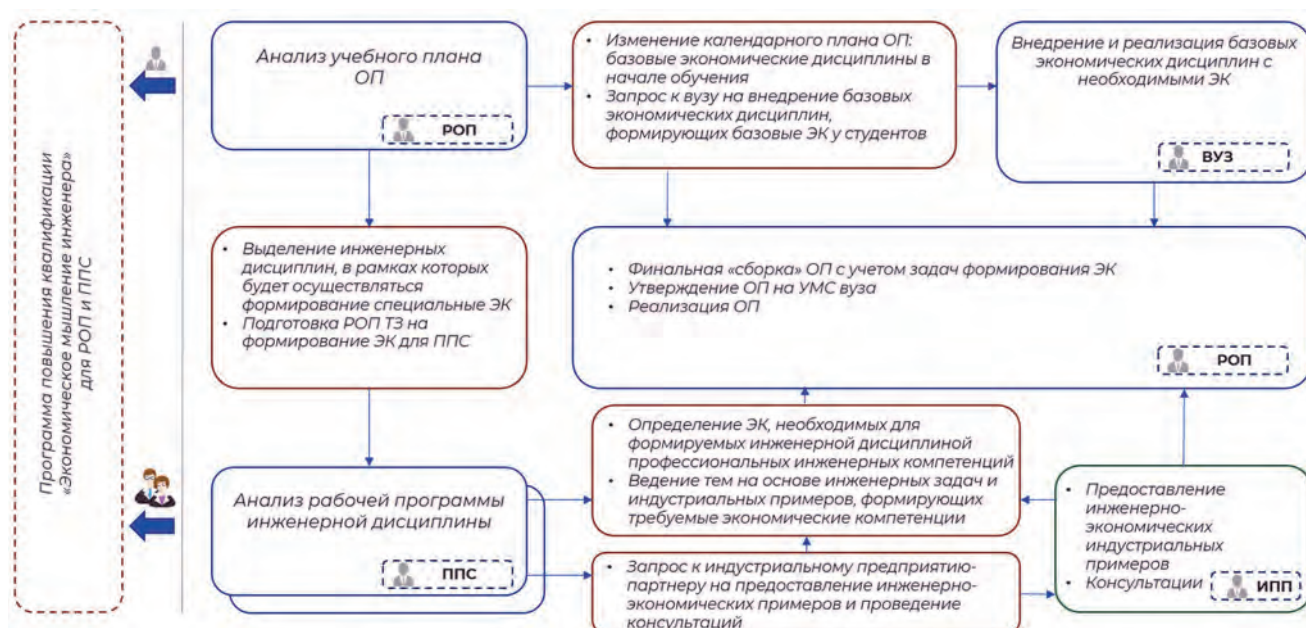 Программа повышения квалификации
«Экономическое мышление инженера»
для РОП и ППС
Анализ учебного плана
ОП
РОП
• Изменение календарного плана ОП:
базовые экономические дисциплины в
начале обучения
• Запрос к вузу на внедрение базовых
экономических дисциплин,
формирующих базовые ЭК у студентов
Внедрение и реализация базовых
экономических дисциплин с
необходимыми ЭК
ВУЗ
• Выделение инженерных
дисциплин, в рамках которых
будет осуществляться
формирование специальные ЭК
• Подготовка РОП ТЗ на
формирование ЭК для ППС
• Финальная «сборка» ОП с учетом задач формирования ЭК
• Утверждение ОП на УМС вуза
• Реализация ОП
РОП
Анализ рабочей программы
инженерной дисциплины
ППС
• Определение ЭК, необходимых для
формируемых инженерной дисциплиной
профессиональных инженерных компетенций
• Ведение тем на основе инженерных задач и
индустриальных примеров, формирующих
требуемые экономические компетенции
• Запрос к индустриальному предприятию-
партнеру на предоставление инженерно-
экономических примеров и проведение
консультаций
• Предоставление
инженерно-
экономических
индустриальных
примеров
• Консультации
ИПП